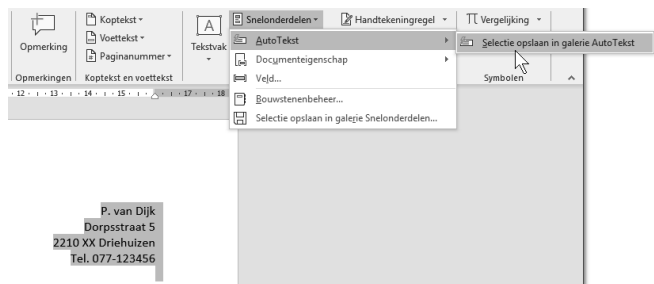 Opmerking
Opmerkingen
Koptekst
Voettekst
Paginanummer
Koptekst en voettekst
Tekstvak
Snelonderdelen
Handtekeningregel
Vergelijking
AutoTekst
Selectie opslaan in galerie AutoTekst
Documenteigenschap
Veld...
Symbolen
Bouwstenenbeheer...
Selectie opslaan in galerie Snelonderdelen...
12 13 14 15 17 18
P. van Dijk
Dorpsstraat 5
2210 XX Driehuizen
Tel. 077-123456